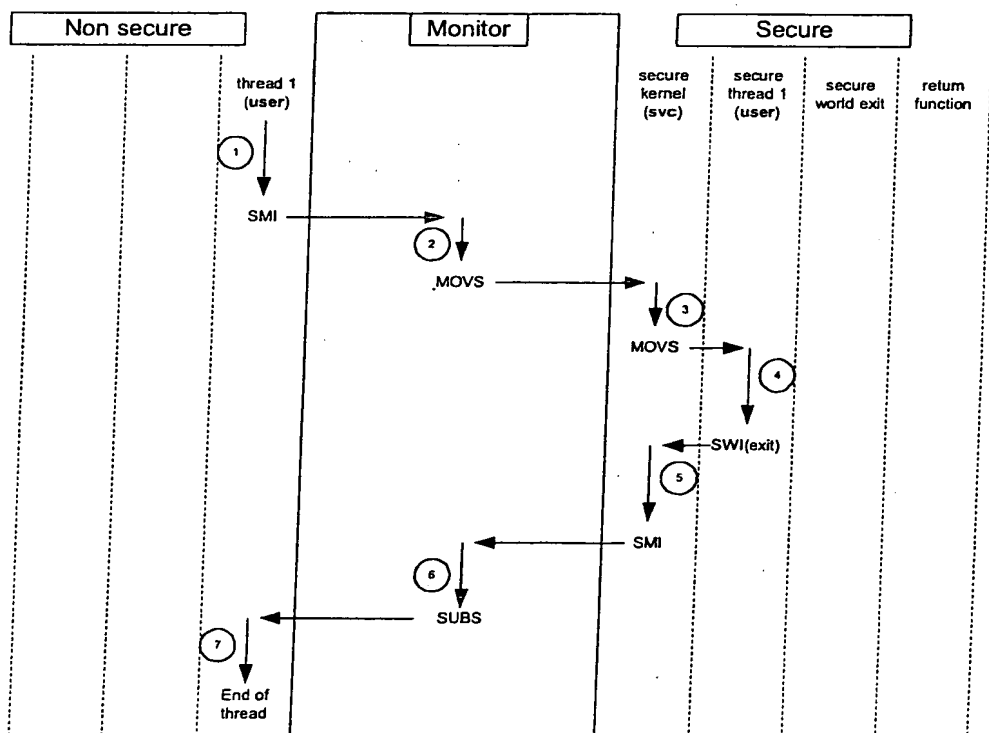 Non secure
Monitor
Secure
thread 1
(user)
secure
kernel
(svc)
secure
thread 1
(user)
secure
world exit
return
function
1
SMI
2
MOVS
3
MOVS
4
SWI(exit)
5
SMI
6
SUBS
7
End of
thread